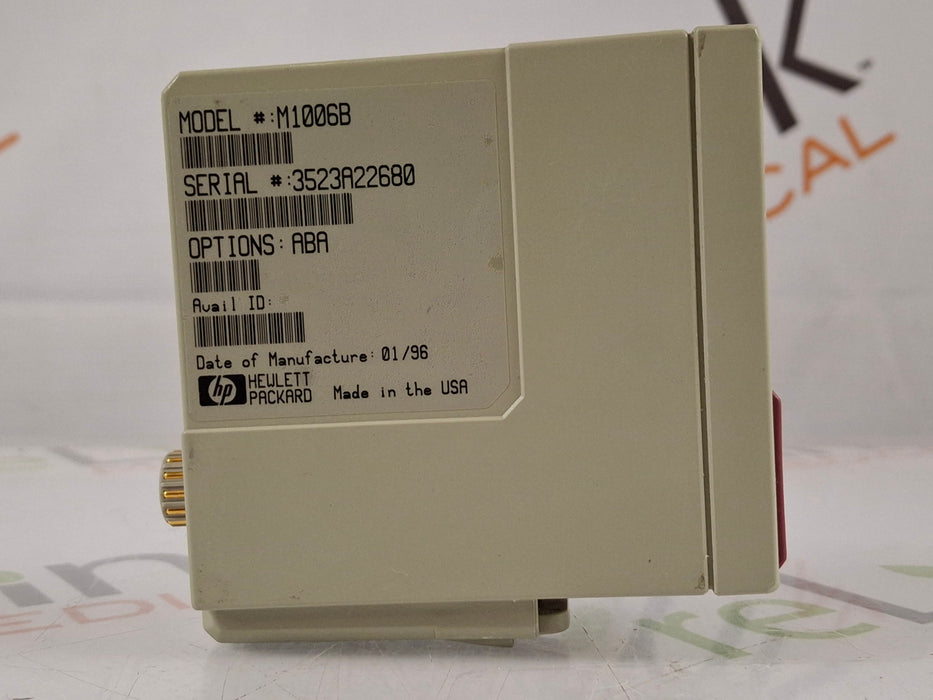 MODEL #:M1006B
SERIAL #:3523A22680
OPTIONS: ABA
Avail ID:
Date of Manufacture: 01/96
hp HEWLETT PACKARD Made in the USA
K
CAL